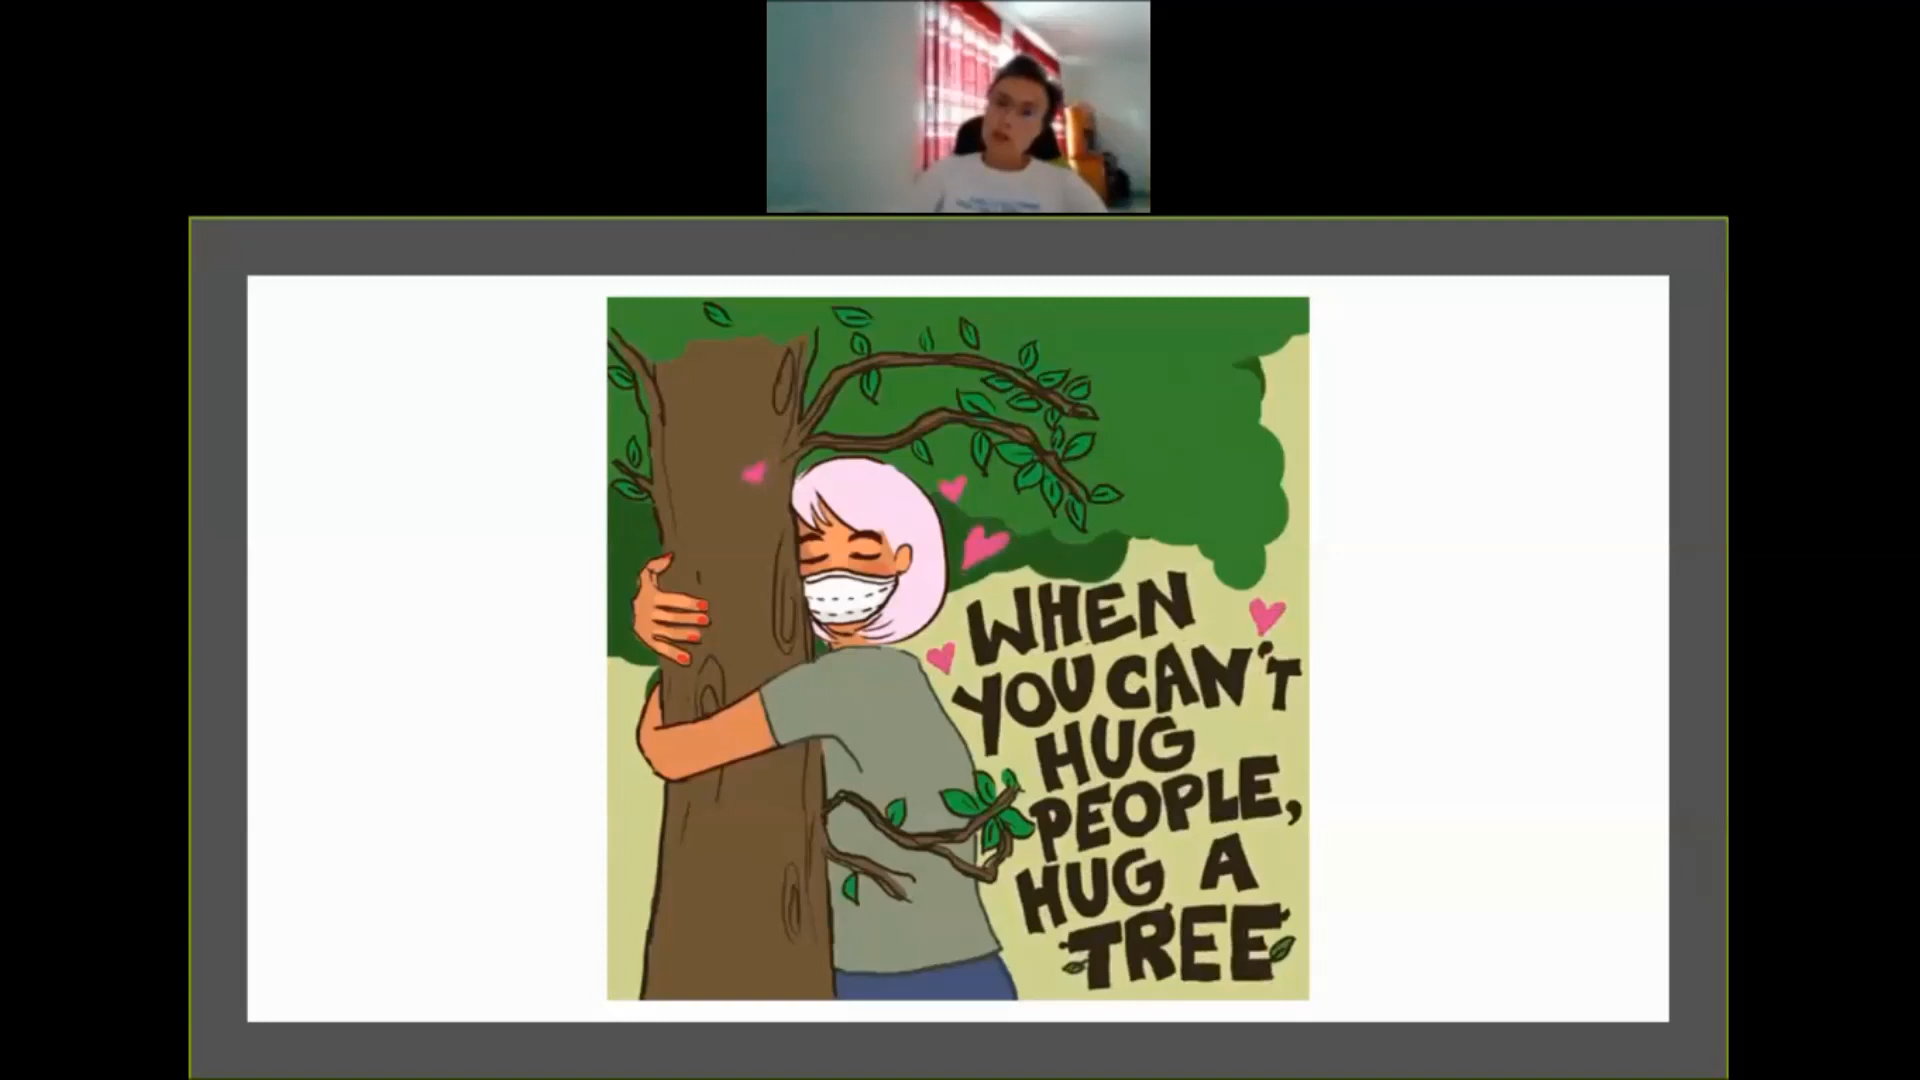 WHEN
YOU CAN'T
HUG
PEOPLE,
HUG A
TREE